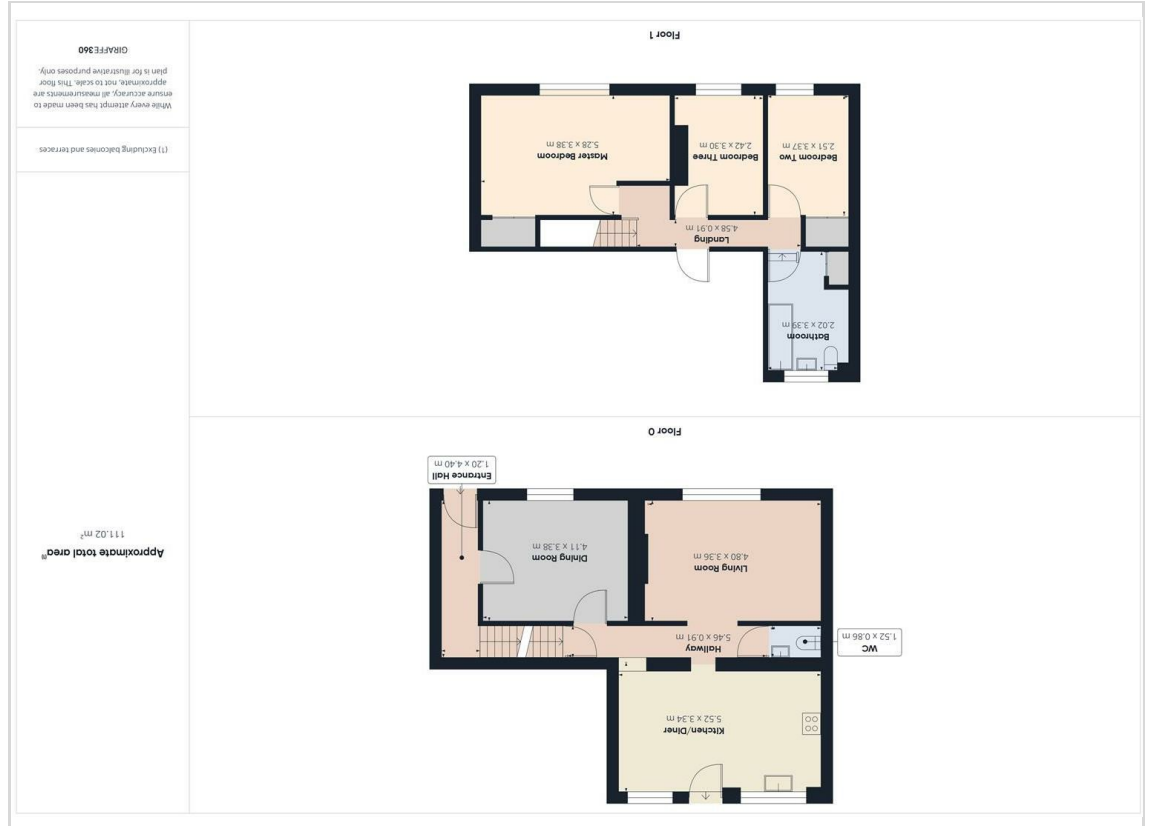 Kitchen/Diner
5.52 x 3.34 m
WC
1.52 x 0.86 m
Hallway
5.46 x 0.91 m
Living Room
4.80 x 3.36 m
Dining Room
4.11 x 3.38 m
Entrance Hall
1.20 x 4.40 m
Floor 0
Bathroom
2.02 x 3.39 m
Landing
4.58 x 0.91 m
Bedroom Two
2.51 x 3.37 m
Bedroom Three
2.42 x 3.30 m
Master Bedroom
5.28 x 3.38 m
Floor 1
Approximate total area⁽¹⁾
111.02 m²
(1) Excluding balconies and terraces
While every attempt has been made to
ensure accuracy, all measurements are
approximate, not to scale. This floor
plan is for illustrative purposes only.
GIRAFFE360